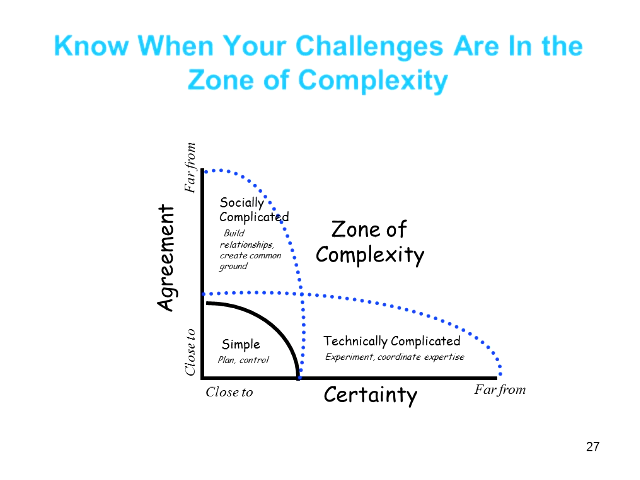 Know When Your Challenges Are In the
Zone of Complexity
Far from
Agreement
Close to
Socially
Complicated
Build
relationships,
create common
ground
Zone of
Complexity
Simple
Plan, control
Technically Complicated
Experiment, coordinate expertise
Close to
Certainty
Far from
27